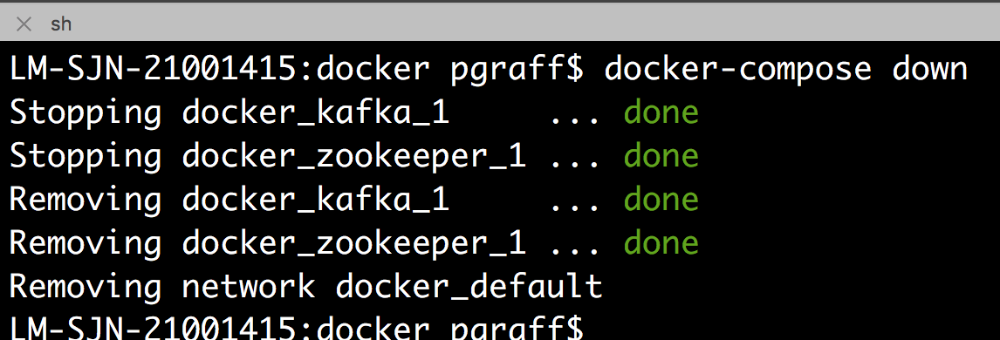 sh
LM-SJN-21001415:docker pgraff$ docker-compose down
Stopping docker_kafka_1     ... done
Stopping docker_zookeeper_1 ... done
Removing docker_kafka_1     ... done
Removing docker_zookeeper_1 ... done
Removing network docker_default
LM-SJN-21001415:docker pgraff$